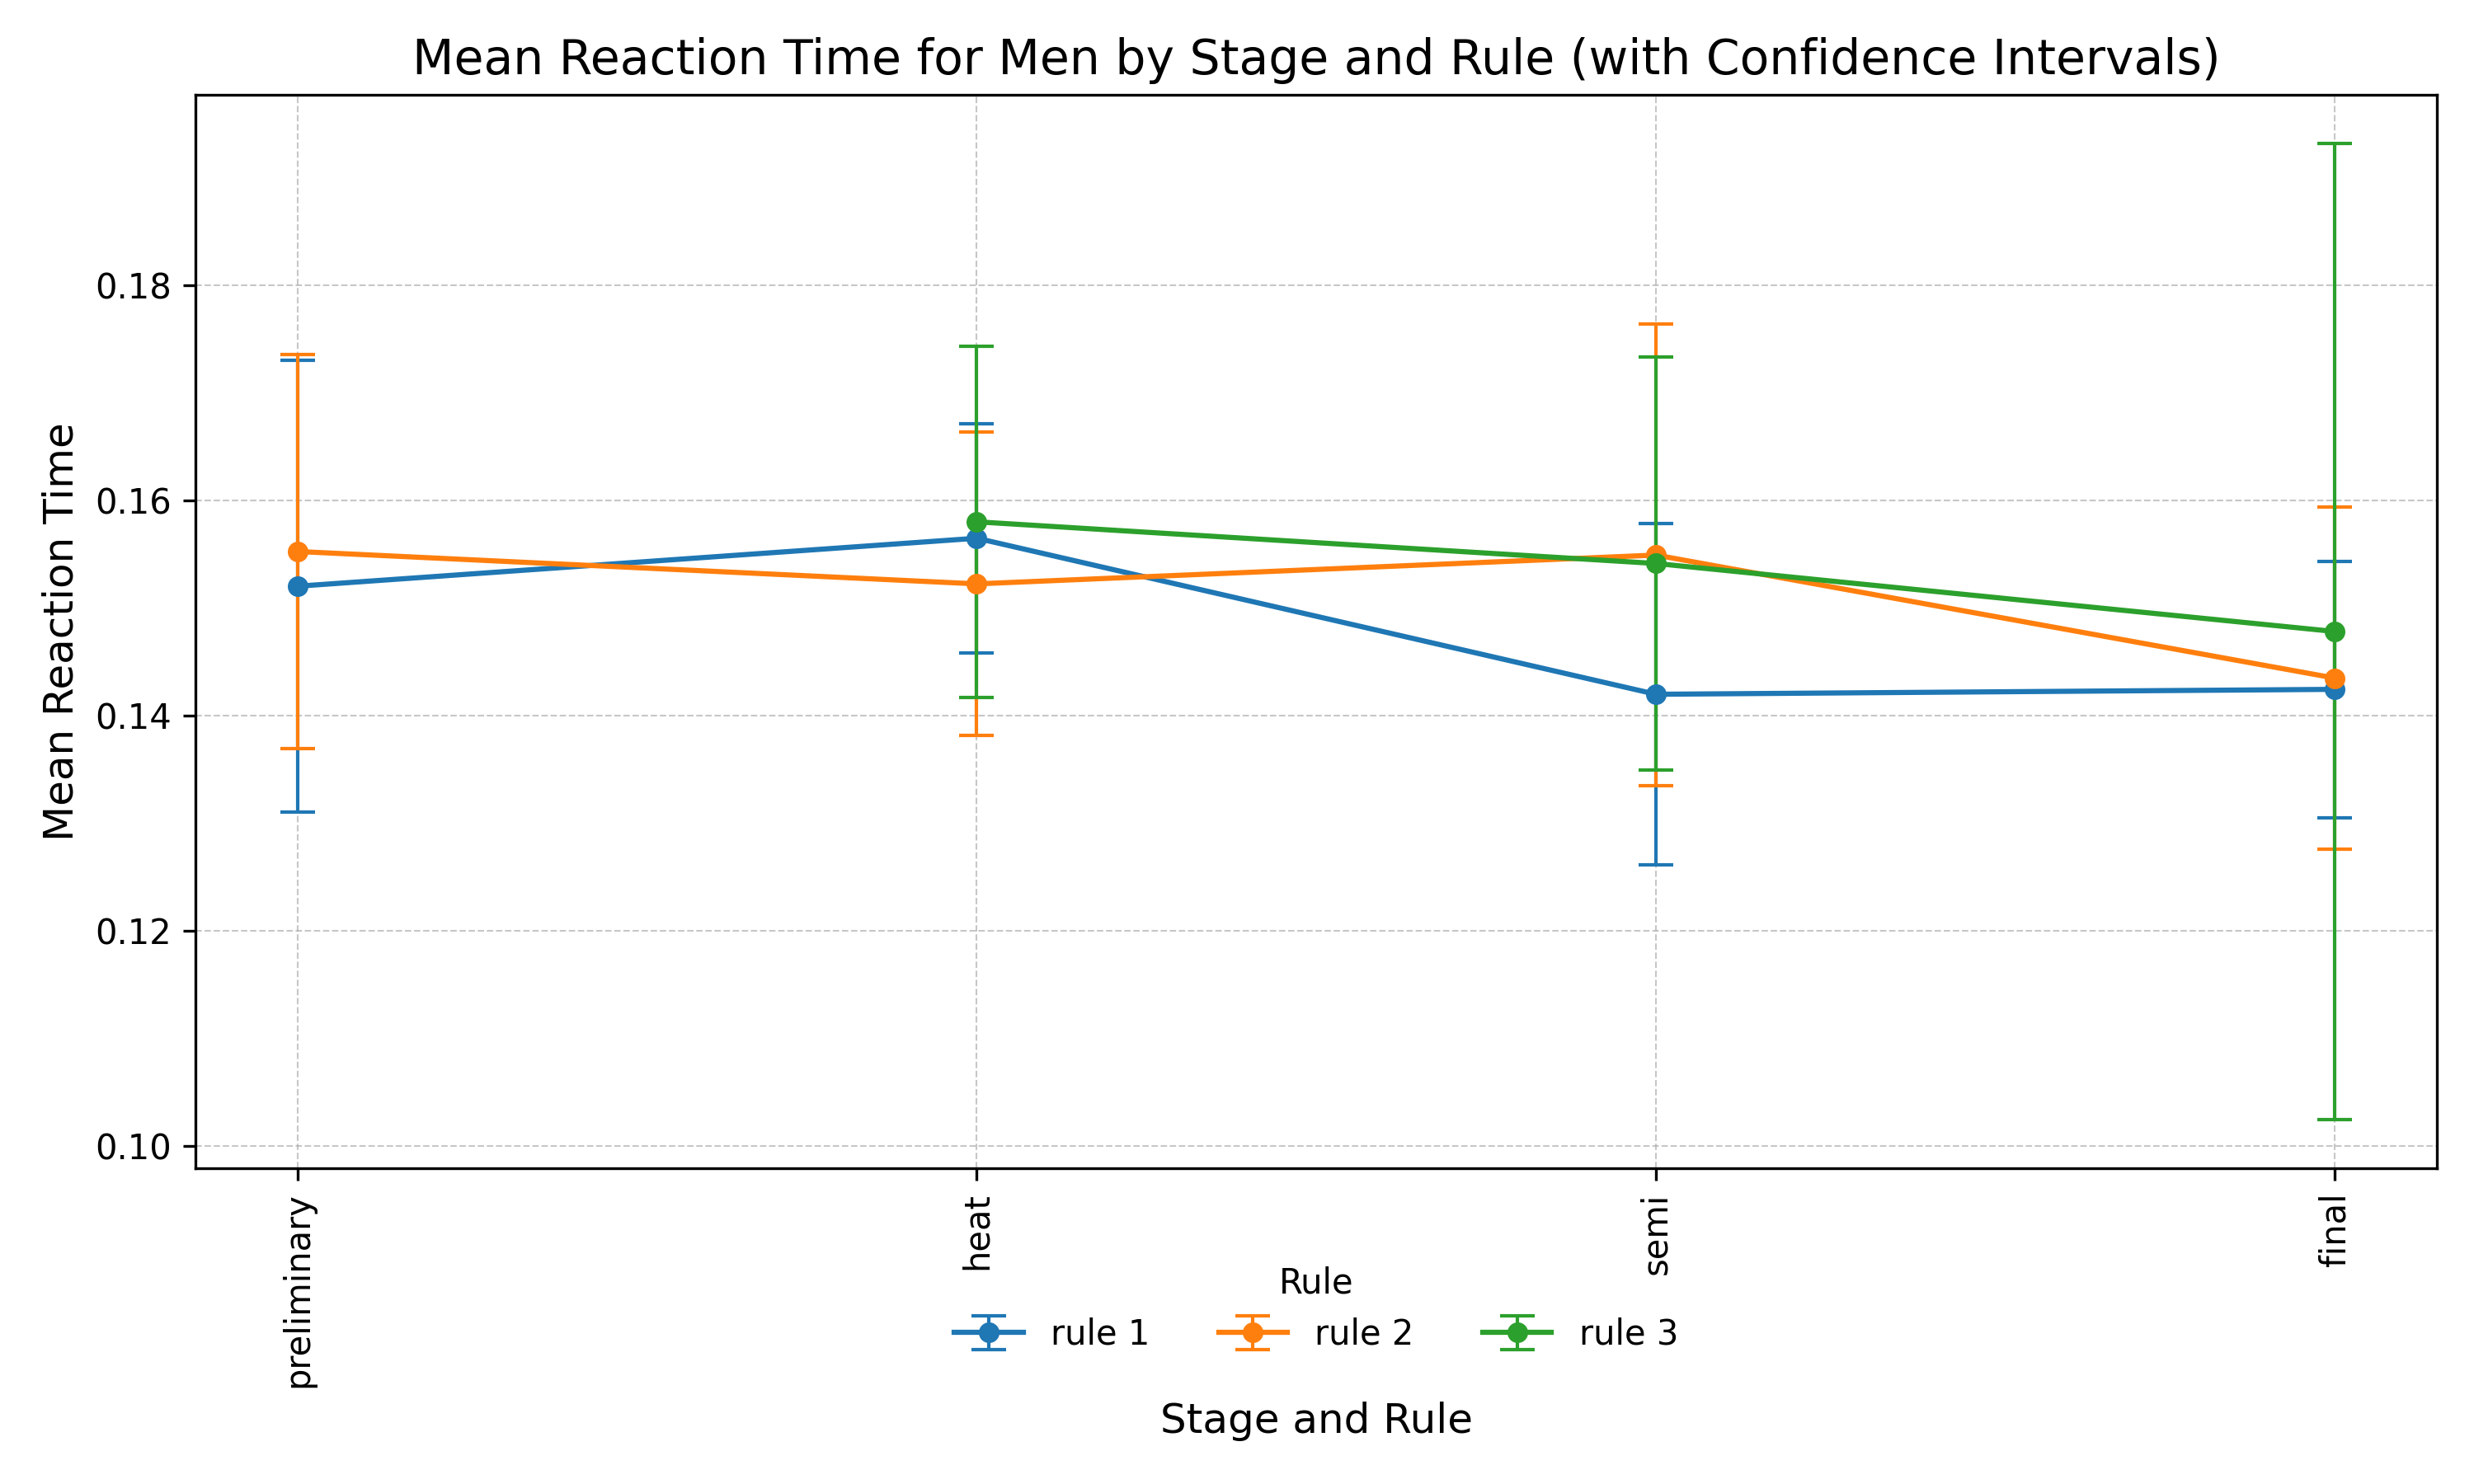 Mean Reaction Time for Men by Stage and Rule (with Confidence Intervals)
Mean Reaction Time
0.18
0.16
0.14
0.12
0.10
preliminary
heat
semi
final
Rule
rule 1
rule 2
rule 3
Stage and Rule